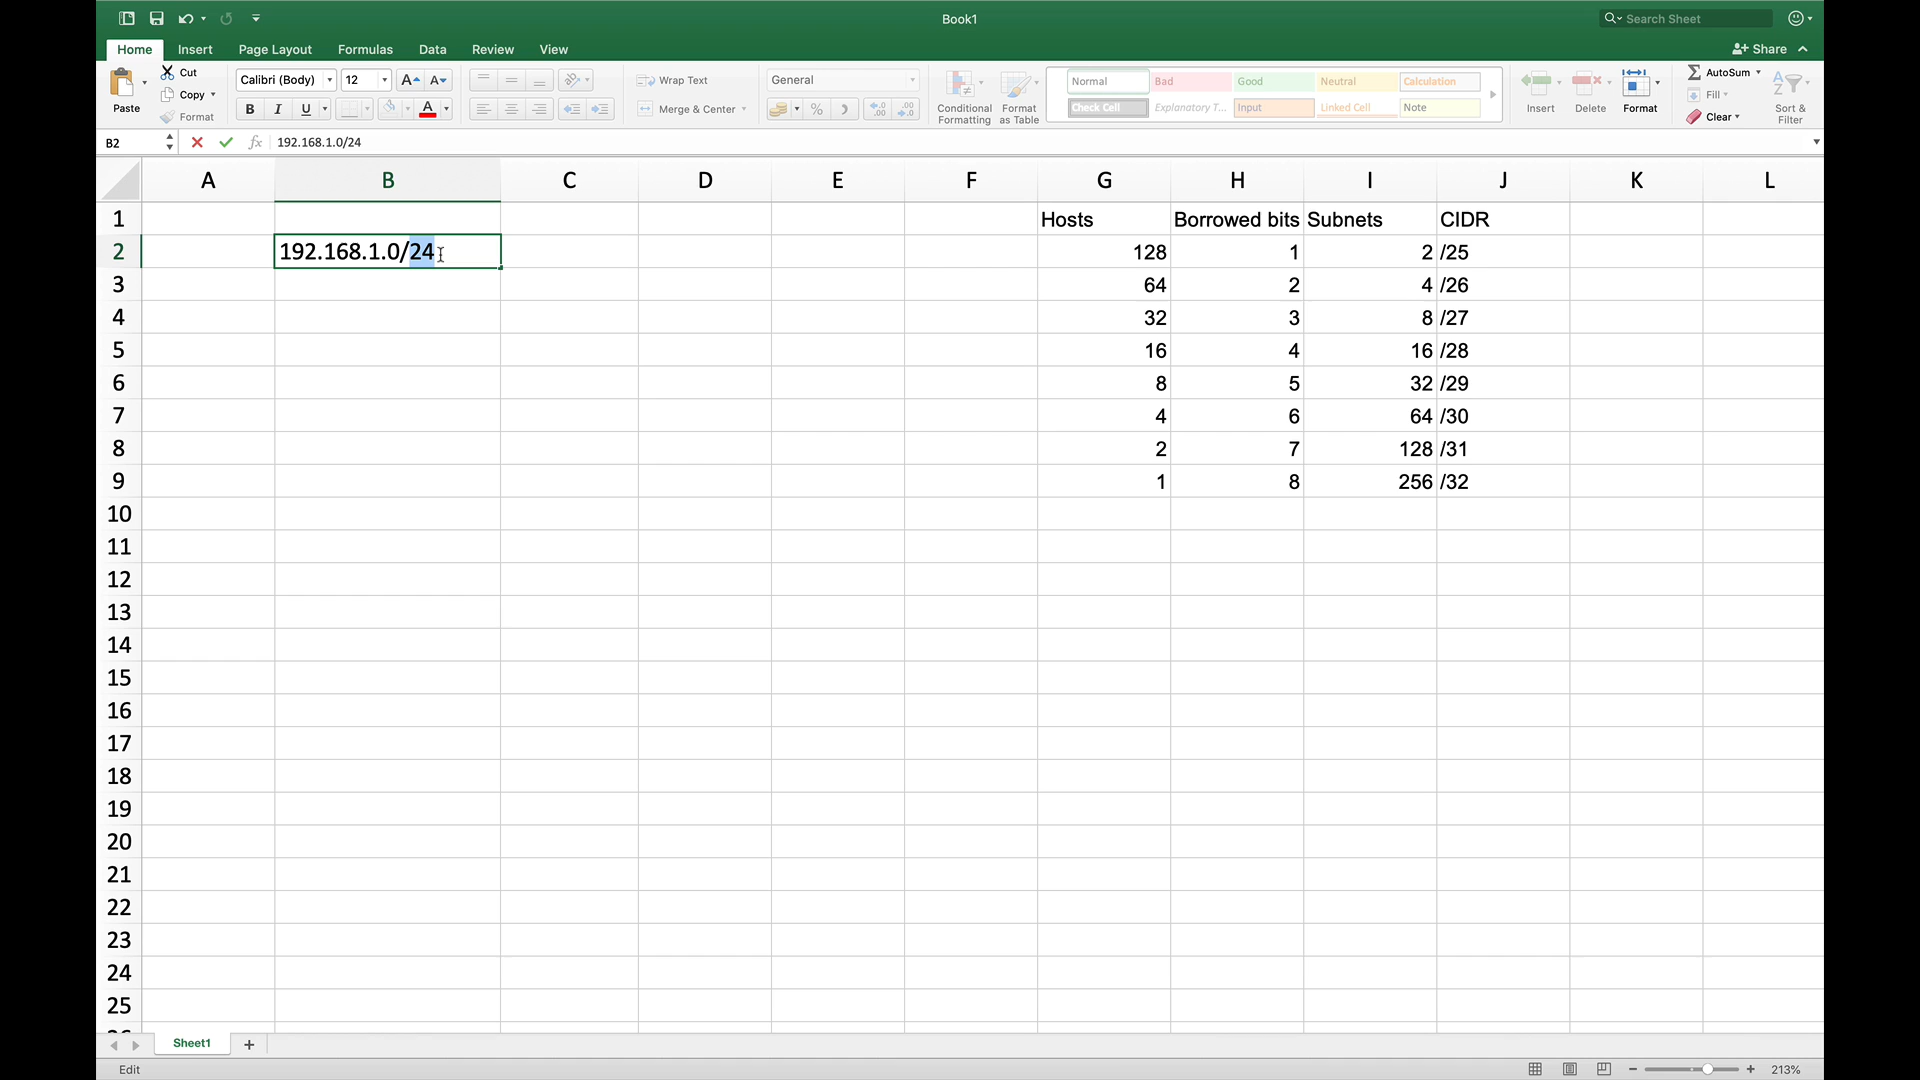 Book1
Search Sheet
Home Insert Page Layout Formulas Data Review View
Share
Paste
Cut
Copy
Format
Calibri (Body) 12
A A
B I U A
Wrap Text
Merge & Center
General
%
Conditional Formatting
Format as Table
Normal Bad Good Neutral Calculation
Check Cell Explanatory T... Input Linked Cell Note
Insert Delete Format
AutoSum
Fill
Clear
Sort & Filter
B2 fx 192.168.1.0/24
A B C D E F G H I J K L
1 Hosts Borrowed bits Subnets CIDR
2 192.168.1.0/24 128 1 2 /25
3 64 2 4 /26
4 32 3 8 /27
5 16 4 16 /28
6 8 5 32 /29
7 4 6 64 /30
8 2 7 128 /31
9 1 8 256 /32
10
11
12
13
14
15
16
17
18
19
20
21
22
23
24
25
Sheet1
Edit 213%